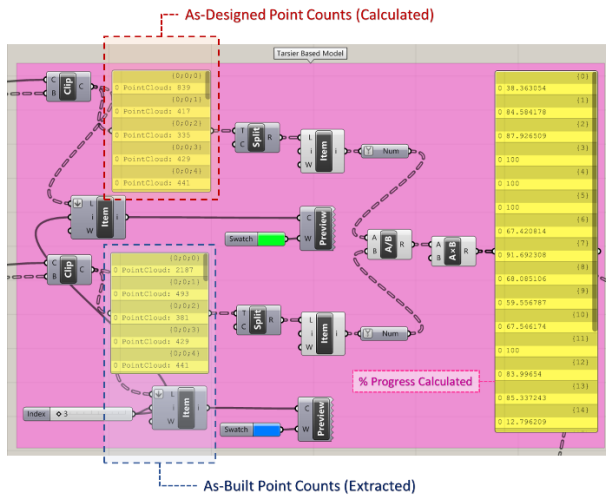 As-Designed Point Counts (Calculated)
Tarsier Based Model
C
B
Clip
{0;0;0}
0 PointCloud: 839
{0;0;1}
0 PointCloud: 417
{0;0;2}
0 PointCloud: 335
{0;0;3}
0 PointCloud: 429
{0;0;4}
0 PointCloud: 441
T
C
Split
R
L
i
W
Item
i
Num
L
i
W
Item
i
Swatch
C
W
Preview
A
B
A/B
R
A
B
A×B
R
C
B
Clip
{0;0;0}
0 PointCloud: 2187
{0;0;1}
0 PointCloud: 493
{0;0;2}
0 PointCloud: 381
{0;0;3}
0 PointCloud: 429
{0;0;4}
0 PointCloud: 441
T
C
Split
R
L
i
W
Item
i
Num
Index
3
L
i
W
Item
i
Swatch
C
W
Preview
{0}
0 38.363054
{1}
0 84.584178
{2}
0 87.926509
{3}
0 100
{4}
0 100
{5}
0 100
{6}
0 67.420814
{7}
0 91.692308
{8}
0 68.085106
{9}
0 59.556787
{10}
0 67.566174
{11}
0 100
{12}
0 83.99654
{13}
0 85.337243
{14}
0 12.796209
% Progress Calculated
As-Built Point Counts (Extracted)